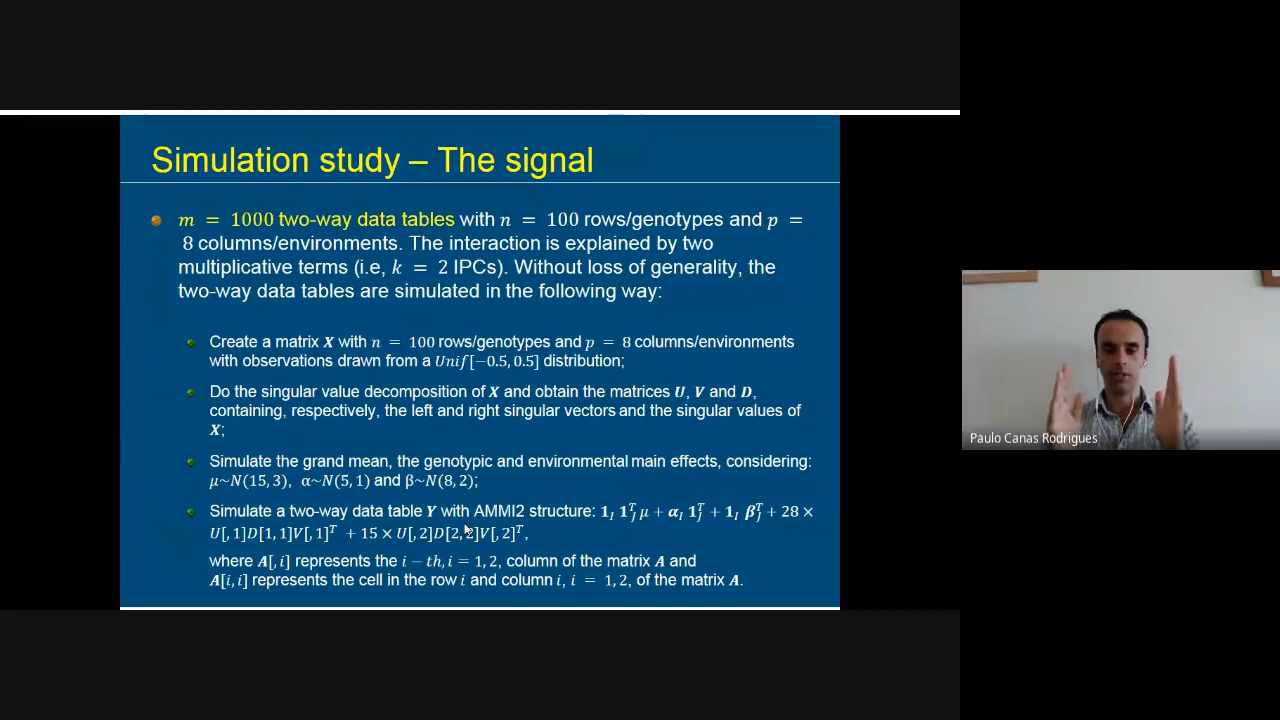 Simulation study – The signal
m = 1000 two-way data tables with n = 100 rows/genotypes and p =
8 columns/environments. The interaction is explained by two
multiplicative terms (i.e, k = 2 IPCs). Without loss of generality, the
two-way data tables are simulated in the following way:
Create a matrix X with n = 100 rows/genotypes and p = 8 columns/environments
with observations drawn from a Unif[−0.5, 0.5] distribution;
Do the singular value decomposition of X and obtain the matrices U, V and D,
containing, respectively, the left and right singular vectors and the singular values of
X;
Simulate the grand mean, the genotypic and environmental main effects, considering:
μ~N(15, 3), α~N(5, 1) and β~N(8, 2);
Simulate a two-way data table Y with AMMI2 structure: 1_I 1_J^T μ + α_I 1_J^T + 1_I β_J^T + 28 ×
U[, 1]D[1, 1]V[, 1]^T + 15 × U[, 2]D[2, 2]V[, 2]^T,
where A[, i] represents the i − th, i = 1, 2, column of the matrix A and
A[i, i] represents the cell in the row i and column i, i = 1, 2, of the matrix A.
Paulo Canas Rodrigues